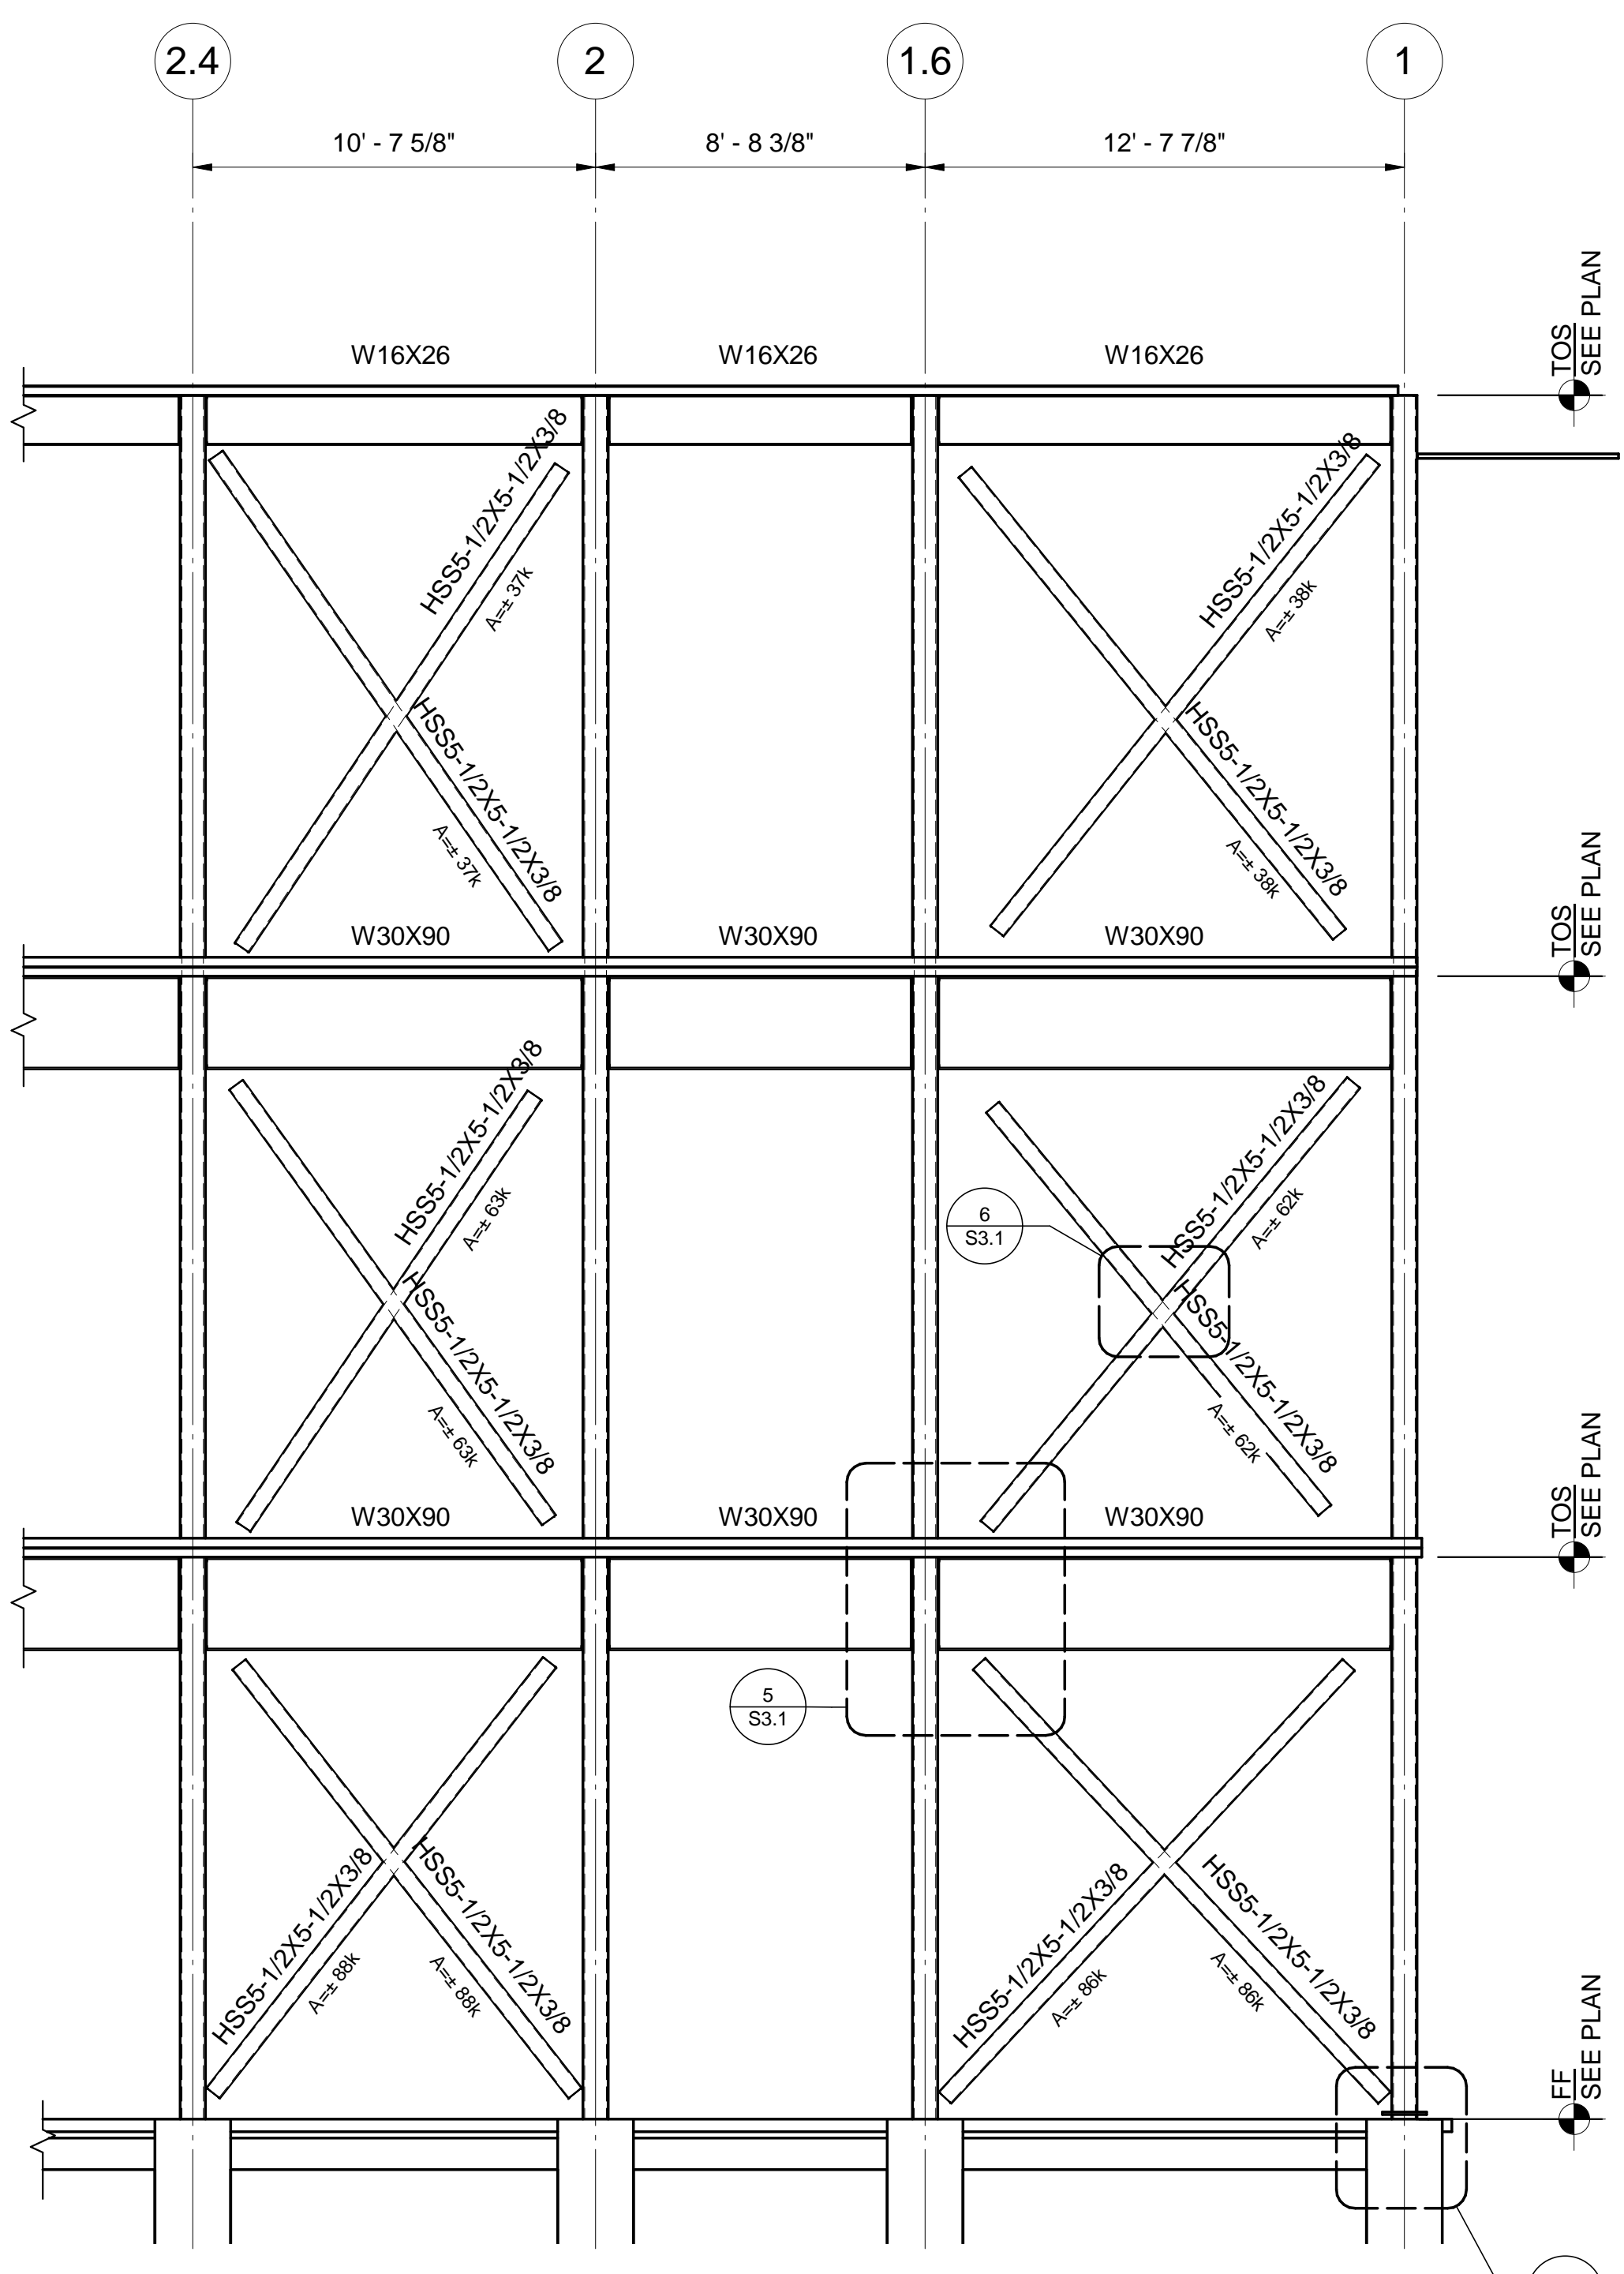 2.4
2
1.6
1
10' - 7 5/8"
8' - 8 3/8"
12' - 7 7/8"
W16X26
W16X26
W16X26
TOS
SEE PLAN
HSS5-1/2X5-1/2X3/8
A=± 37k
HSS5-1/2X5-1/2X3/8
A=± 38k
HSS5-1/2X5-1/2X3/8
A=± 37k
HSS5-1/2X5-1/2X3/8
A=± 38k
W30X90
W30X90
W30X90
TOS
SEE PLAN
HSS5-1/2X5-1/2X3/8
A=± 63k
HSS5-1/2X5-1/2X3/8
A=± 62k
6
S3.1
HSS5-1/2X5-1/2X3/8
A=± 63k
HSS5-1/2X5-1/2X3/8
A=± 62k
W30X90
W30X90
W30X90
TOS
SEE PLAN
5
S3.1
HSS5-1/2X5-1/2X3/8
A=± 88k
HSS5-1/2X5-1/2X3/8
A=± 88k
HSS5-1/2X5-1/2X3/8
A=± 86k
HSS5-1/2X5-1/2X3/8
A=± 86k
FF
SEE PLAN